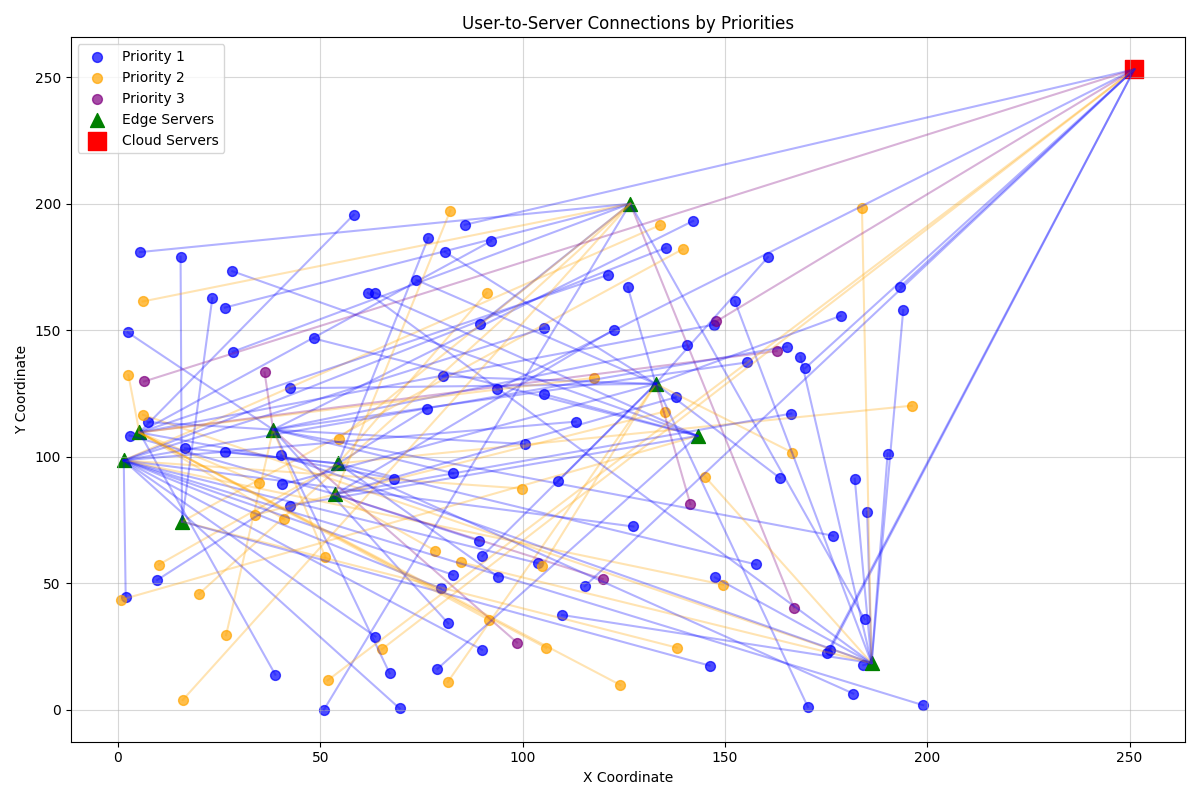 User-to-Server Connections by Priorities
Priority 1
Priority 2
Priority 3
Edge Servers
Cloud Servers
Y Coordinate
250
200
150
100
50
0
0 50 100 150 200 250
X Coordinate